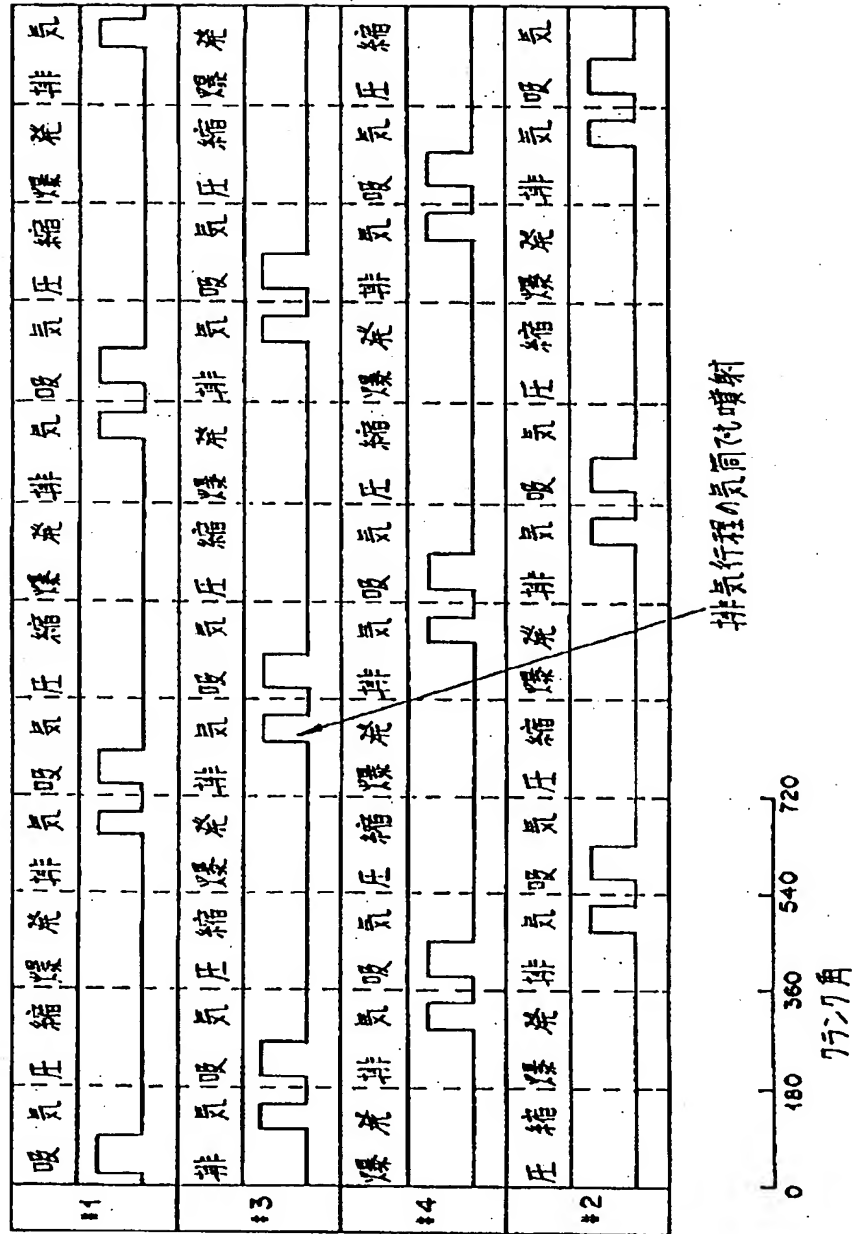 #1 吸気 圧縮 爆発 排気 吸気 圧縮 爆発 排気 吸気 圧縮 爆発 排気
#3 排気 吸気 圧縮 爆発 排気 吸気 圧縮 爆発 排気 吸気 圧縮 爆発
#4 爆発 排気 吸気 圧縮 爆発 排気 吸気 圧縮 爆発 排気 吸気 圧縮
#2 圧縮 爆発 排気 吸気 圧縮 爆発 排気 吸気 圧縮 爆発 排気 吸気
排気行程の気筒でも噴射
0 180 360 540 720
クランク角